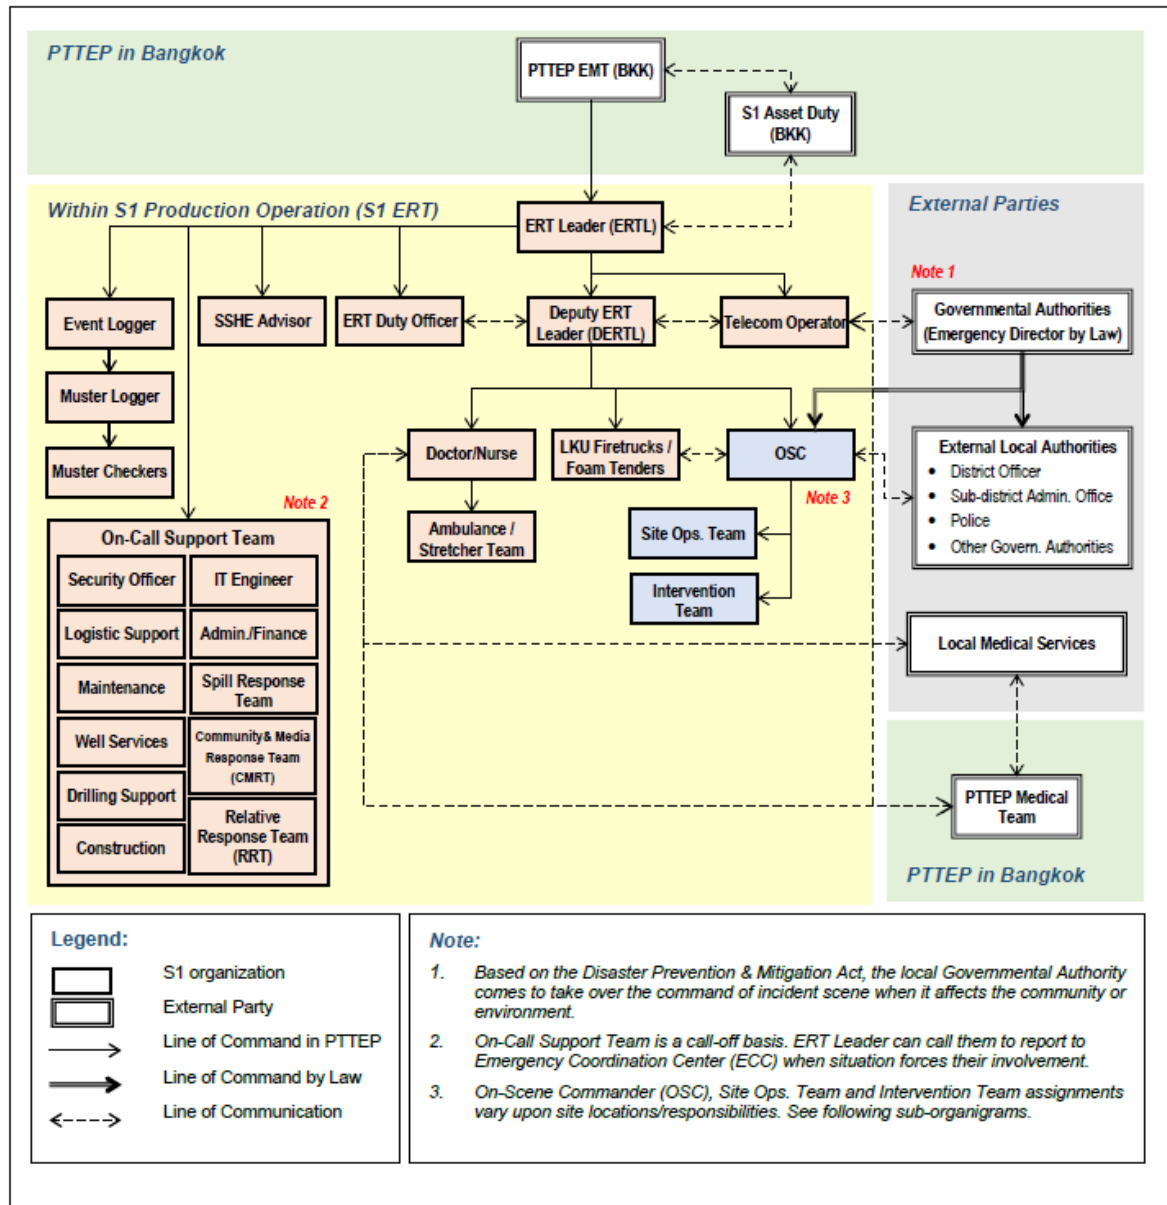 PTTEP in Bangkok
PTTEP EMT (BKK)
S1 Asset Duty
(BKK)
Within S1 Production Operation (S1 ERT)
External Parties
ERT Leader (ERTL)
Note 1
Event Logger
SSHE Advisor
ERT Duty Officer
Deputy ERT
Leader (DERTL)
Telecom Operator
Governmental Authorities
(Emergency Director by Law)
Muster Logger
Muster Checkers
Doctor/Nurse
LKU Firetrucks /
Foam Tenders
OSC
External Local Authorities
• District Officer
• Sub-district Admin. Office
• Police
• Other Govern. Authorities
Note 2
Note 3
On-Call Support Team
Ambulance /
Stretcher Team
Site Ops. Team
Intervention
Team
Security Officer
IT Engineer
Logistic Support
Admin./Finance
Maintenance
Spill Response
Team
Well Services
Community& Media
Response Team
(CMRT)
Drilling Support
Relative
Response Team
(RRT)
Construction
Local Medical Services
PTTEP Medical
Team
PTTEP in Bangkok
Legend:
S1 organization
External Party
Line of Command in PTTEP
Line of Command by Law
Line of Communication
Note:
1. Based on the Disaster Prevention & Mitigation Act, the local Governmental Authority
comes to take over the command of incident scene when it affects the community or
environment.
2. On-Call Support Team is a call-off basis. ERT Leader can call them to report to
Emergency Coordination Center (ECC) when situation forces their involvement.
3. On-Scene Commander (OSC), Site Ops. Team and Intervention Team assignments
vary upon site locations/responsibilities. See following sub-organigrams.